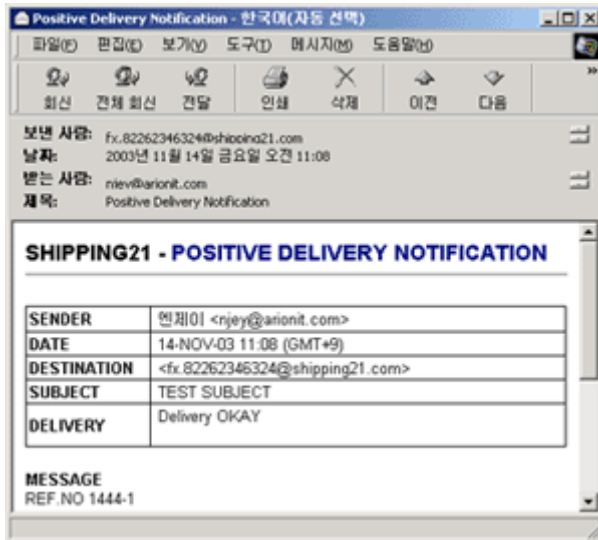 Positive Delivery Notification - 한국어(자동 선택)
파일(F) 편집(E) 보기(V) 도구(T) 메시지(M) 도움말(H)
회신 전체 회신 전달 인쇄 삭제 이전 다음
보낸 사람: fx.82262346324@shipping21.com
날짜: 2003년 11월 14일 금요일 오전 11:08
받는 사람: njey@arionit.com
제목: Positive Delivery Notification
SHIPPING21 - POSITIVE DELIVERY NOTIFICATION
SENDER 엔제이 <njey@arionit.com>
DATE 14-NOV-03 11:08 (GMT+9)
DESTINATION <fx.82262346324@shipping21.com>
SUBJECT TEST SUBJECT
DELIVERY Delivery OKAY
MESSAGE
REF.NO 1444-1